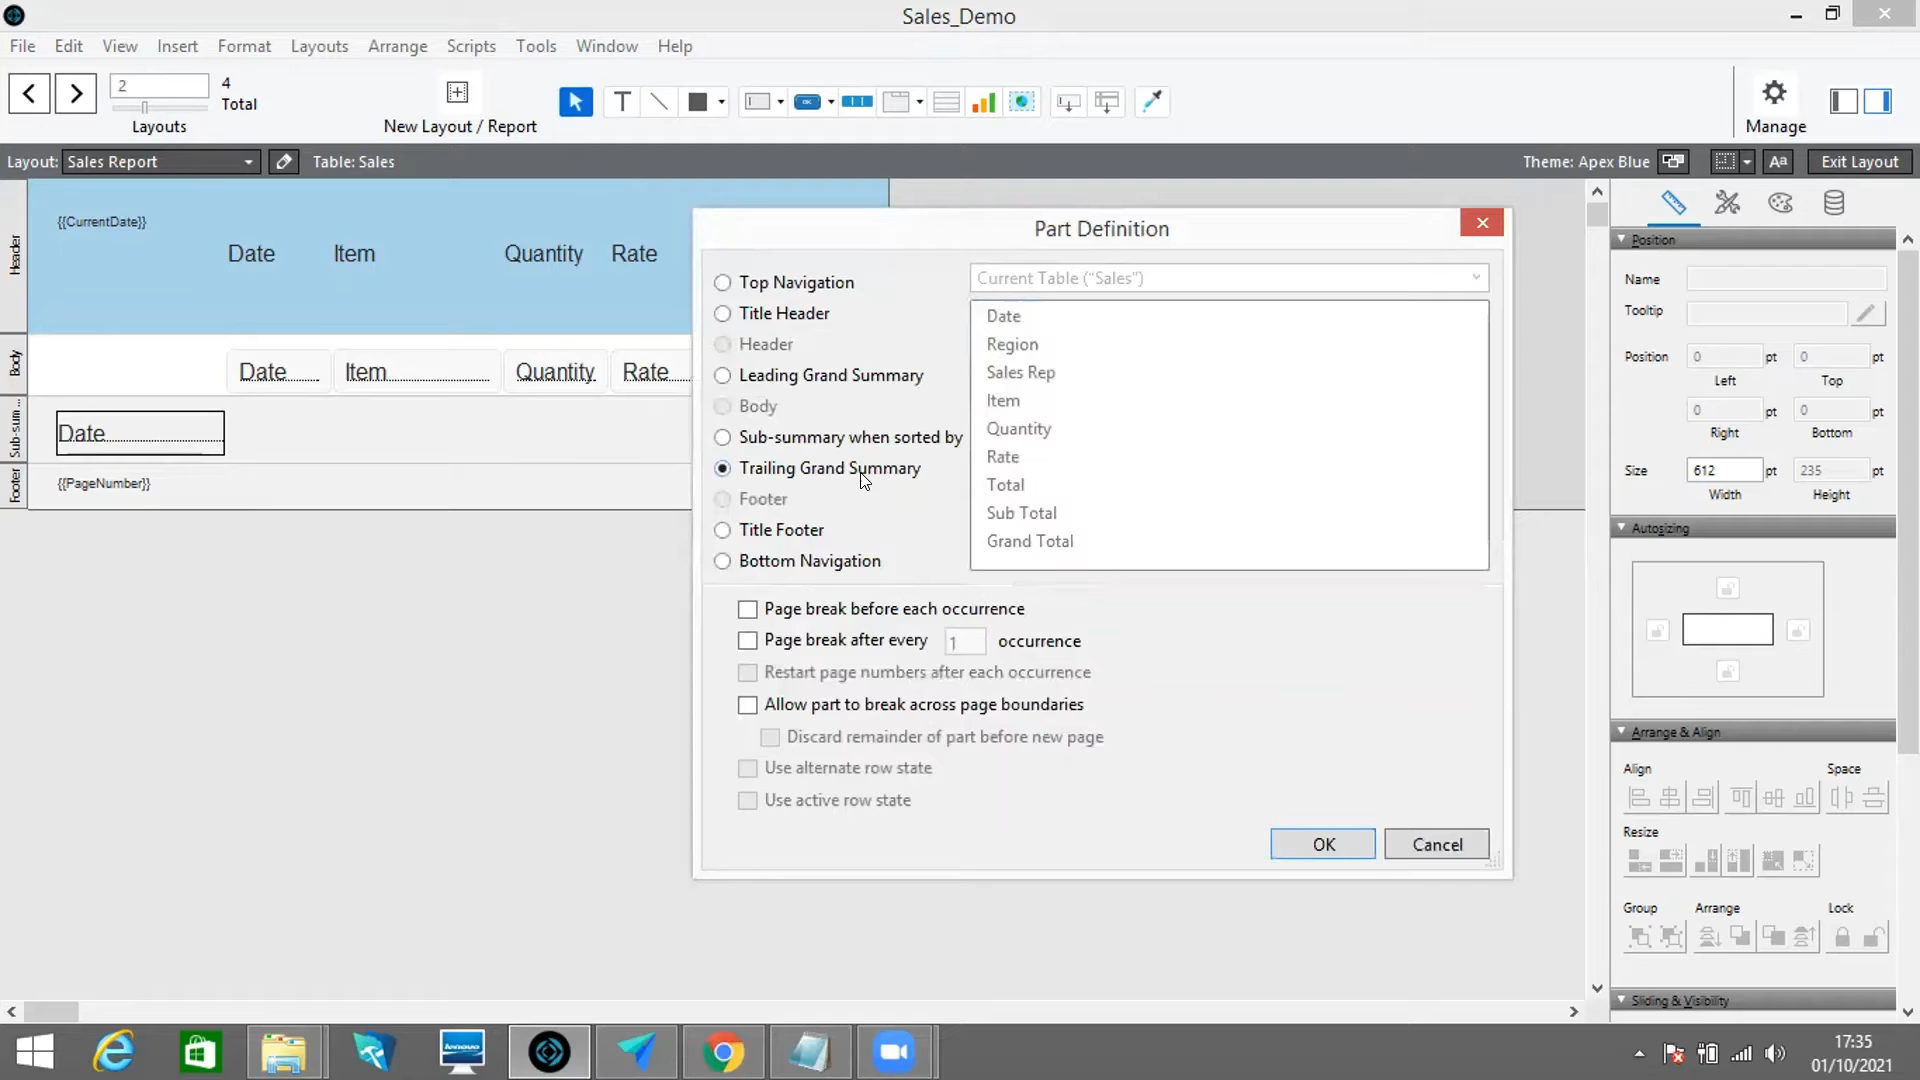 Sales_Demo
File Edit View Insert Format Layouts Arrange Scripts Tools Window Help
2
4
Total
Layouts
New Layout / Report
Manage
Layout: Sales Report
Table: Sales
Theme: Apex Blue
Aa
Exit Layout
Header
{{CurrentDate}}
Date Item Quantity Rate
Body
Date Item Quantity Rate
Sub-sum...
Date
Footer
{{PageNumber}}
Part Definition
Top Navigation
Title Header
Header
Leading Grand Summary
Body
Sub-summary when sorted by
Trailing Grand Summary
Footer
Title Footer
Bottom Navigation
Current Table ("Sales")
Date
Region
Sales Rep
Item
Quantity
Rate
Total
Sub Total
Grand Total
Page break before each occurrence
Page break after every 1 occurrence
Restart page numbers after each occurrence
Allow part to break across page boundaries
Discard remainder of part before new page
Use alternate row state
Use active row state
OK
Cancel
Position
Name
Tooltip
Position 0 pt 0 pt
Left Top
0 pt 0 pt
Right Bottom
Size 612 pt 235 pt
Width Height
Autosizing
Arrange & Align
Align Space
Resize
Group Arrange Lock
Sliding & Visibility
lenovo
17:35
01/10/2021